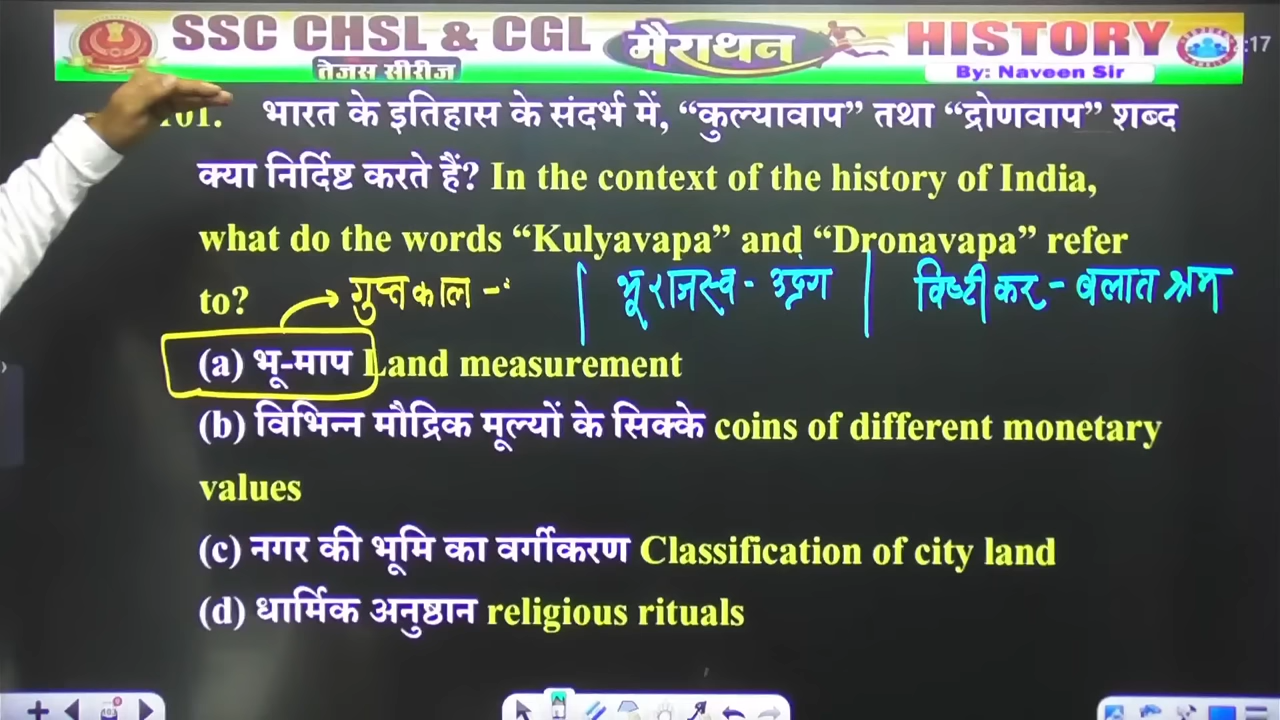 SSC CHSL & CGL
तेजस सीरीज
मैराथन
HISTORY
By: Naveen Sir
:17
101. भारत के इतिहास के संदर्भ में, “कुल्यावाप” तथा “द्रोणवाप” शब्द
क्या निर्दिष्ट करते हैं? In the context of the history of India,
what do the words “Kulyavapa” and “Dronavapa” refer
to?
गुप्तकाल -
भू राजस्व - उद्रंग
विष्टीकर - बलात श्रम
(a) भू-माप Land measurement
(b) विभिन्न मौद्रिक मूल्यों के सिक्के coins of different monetary
values
(c) नगर की भूमि का वर्गीकरण Classification of city land
(d) धार्मिक अनुष्ठान religious rituals